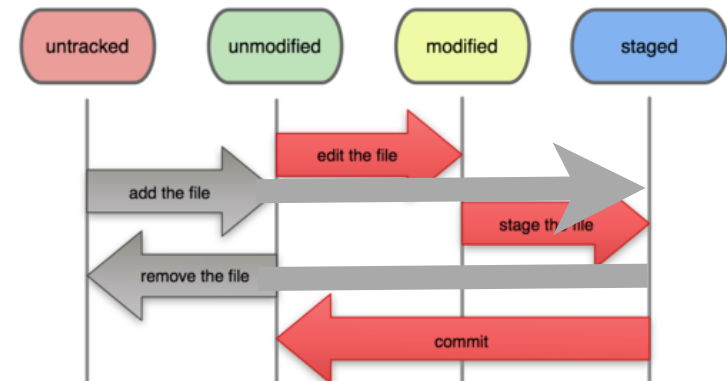 untracked
unmodified
modified
staged
edit the file
add the file
stage the file
remove the file
commit